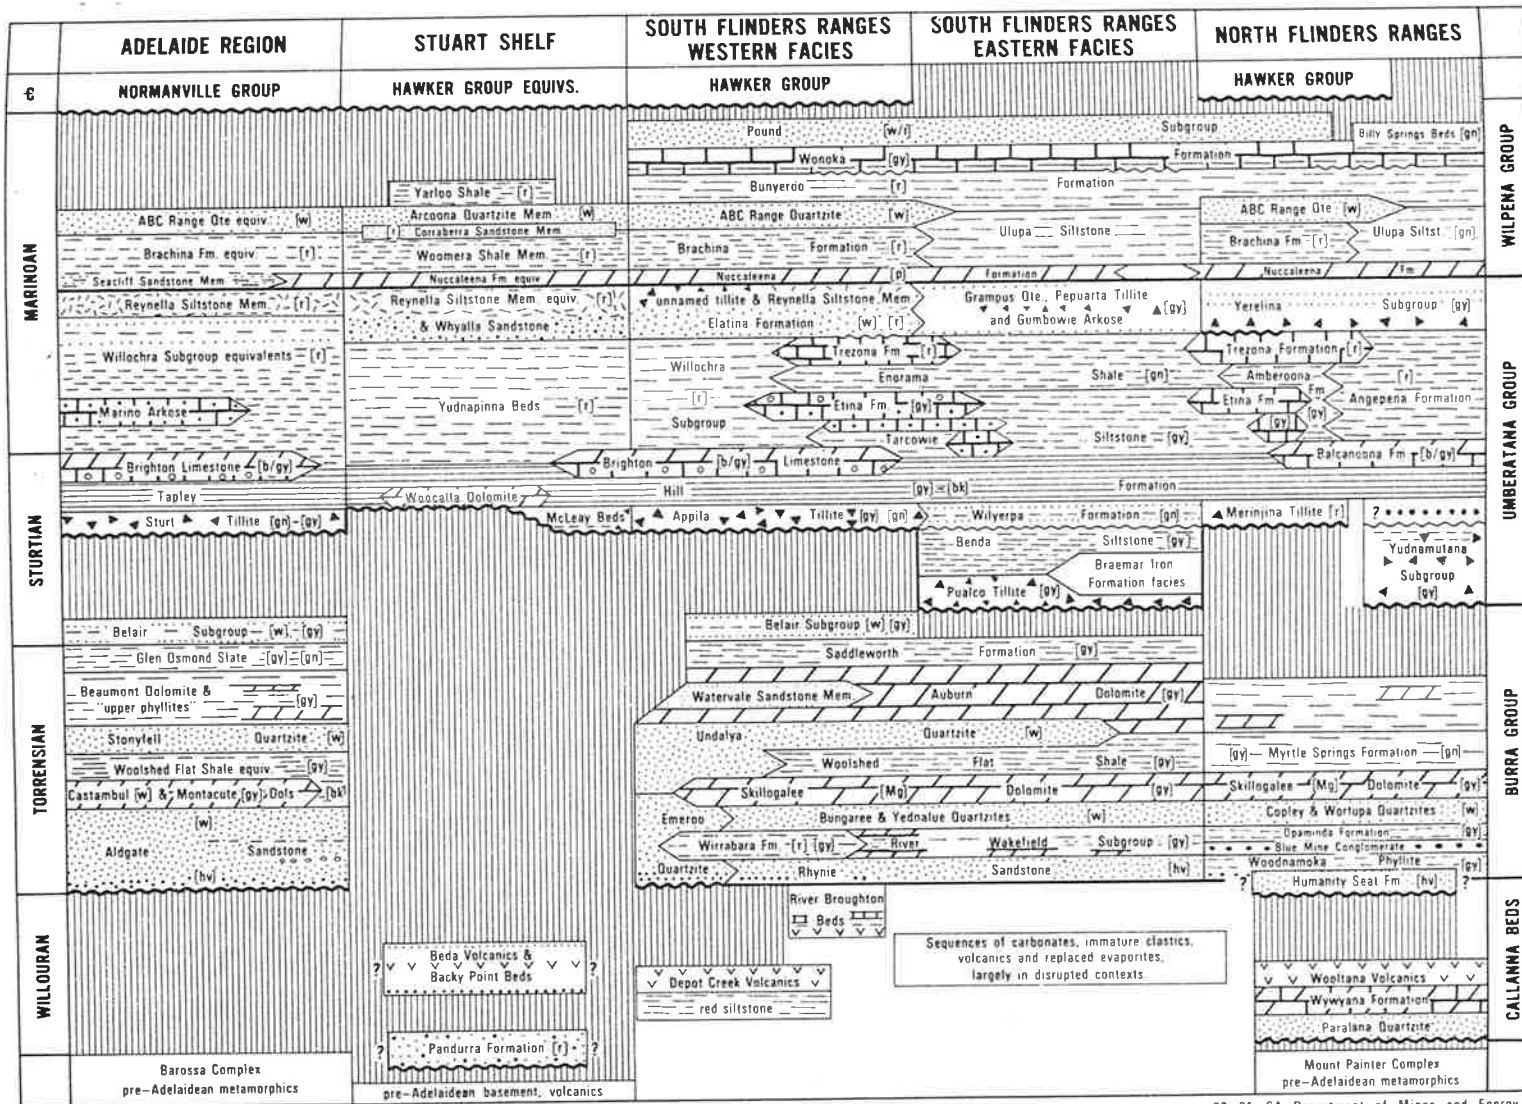 ADELAIDE REGION
STUART SHELF
SOUTH FLINDERS RANGES
WESTERN FACIES
SOUTH FLINDERS RANGES
EASTERN FACIES
NORTH FLINDERS RANGES
Є
NORMANVILLE GROUP
HAWKER GROUP EQUIVS.
HAWKER GROUP
HAWKER GROUP
MARINOAN
STURTIAN
TORRENSIAN
WILLOURAN
WILPENA GROUP
UMBERATANA GROUP
BURRA GROUP
CALLANNA BEDS
ABC Range Qte equiv. [w]
Brachina Fm. equiv. [r]
Seacliff Sandstone Mem
Reynella Siltstone Mem. [r]
Willochra Subgroup equivalents [r]
Marino Arkose
Brighton Limestone [b/gy]
Tapley
Sturt Tillite [gn]-[gy]
Belair Subgroup [w]-[gy]
Glen Osmond Slate [gy]-[gn]
Beaumont Dolomite &
"upper phyllites" [gy]
Stonyfell Quartzite [w]
Woolshed Flat Shale equiv. [gy]
Castambul [w] & Montacute [gy] Dols [bk]
[w]
Aldgate Sandstone
[hv]
Barossa Complex
pre-Adelaidean metamorphics
Yarloo Shale [r]
Arcoona Quartzite Mem [w]
[r] Corraberra Sandstone Mem
Woomera Shale Mem. [r]
Nuccaleena Fm equiv
Reynella Siltstone Mem. equiv. [r]
& Whyalla Sandstone
Yudnapinna Beds [r]
Woocalla Dolomite
McLeay Beds
Beda Volcanics &
Backy Point Beds
? ?
Pandurra Formation [r]
? ?
pre-Adelaidean basement, volcanics
Pound [w/r] Subgroup
Wonoka [gy] Formation
Bunyeroo [r] Formation
ABC Range Quartzite [w]
Brachina Formation [r]
Ulupa Siltstone
Nuccaleena [p] Formation
unnamed tillite & Reynella Siltstone Mem
Elatina Formation [w] [r]
Grampus Qte., Pepuarta Tillite
and Gumbowie Arkose [gy]
Willochra
[r]
Subgroup
Trezona Fm [r]
Enorama Shale [gn]
Etina Fm [gy]
Tarcowie Siltstone [gy]
Brighton [b/gy] Limestone
Hill [gy]-[bk] Formation
Appila Tillite [gy] [gn]
Wilyerpa Formation [gn]
Benda Siltstone [gy]
Braemar Iron
Formation facies
Pualco Tillite [gy]
Belair Subgroup [w] [gy]
Saddleworth Formation [gy]
Watervale Sandstone Mem
Auburn Dolomite [gy]
Undalya Quartzite [w]
Woolshed Flat Shale [gy]
Skillogalee [Mg] Dolomite [gy]
Emeroo
Quartzite
Bungaree & Yednalue Quartzites [w]
Wirrabara Fm [r] [gy]
River Wakefield Subgroup [gy]
Rhynie Sandstone [hv]
River Broughton
Beds
Sequences of carbonates, immature clastics,
volcanics and replaced evaporites,
largely in disrupted contexts
Depot Creek Volcanics
red siltstone
Billy Springs Beds [gn]
ABC Range Qte [w]
Brachina Fm [r]
Ulupa Siltst. [gn]
Nuccaleena Fm
Yerelina Subgroup [gy]
Trezona Formation [r]
Amberoona Fm
[gy]
Etina Fm
[gy]
[r]
Angepena Formation
Balcanoona Fm [b/gy]
Merinjina Tillite [r]
?
Yudnamutana
Subgroup
[gy]
[gy] Myrtle Springs Formation [gn]
Skillogalee [Mg] Dolomite [gy]
Copley & Wortupa Quartzites [w]
Opaminda Formation [gy]
Blue Mine Conglomerate
Woodnamoka Phyllite [gy]
? Humanity Seat Fm [hv] ?
Wooltana Volcanics
Wywyana Formation
Paralana Quartzite
Mount Painter Complex
pre-Adelaidean metamorphics
SA Department of Mines and Energy